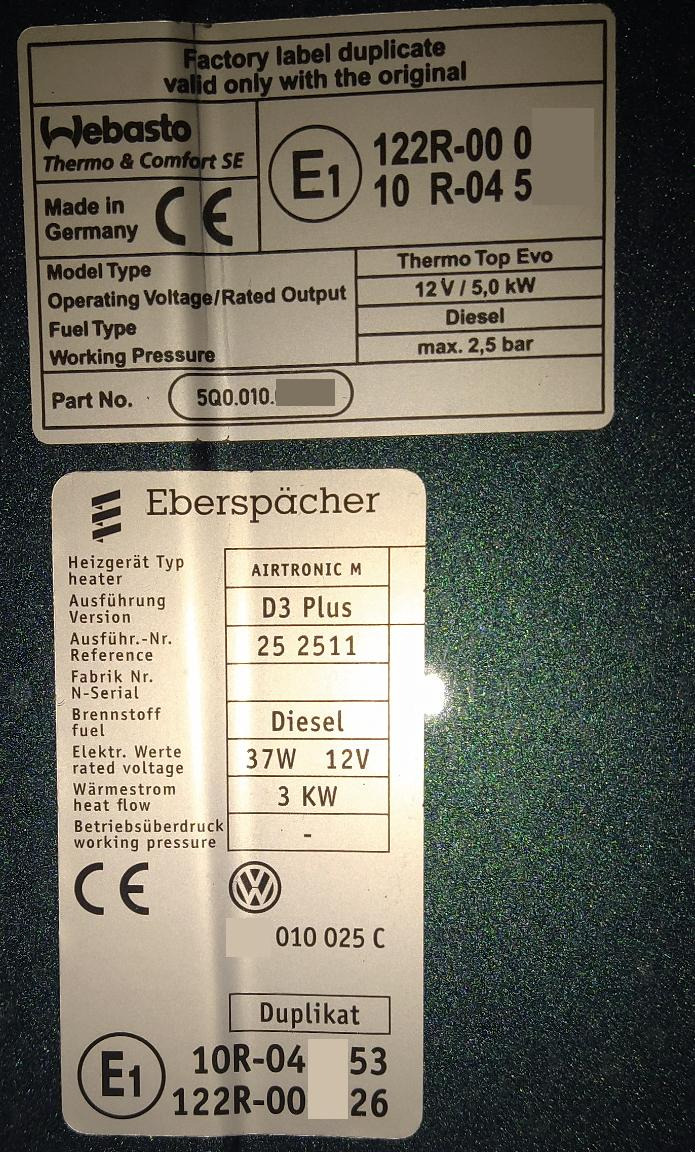 Factory label duplicate
valid only with the original
Webasto
Thermo & Comfort SE
Made in
Germany
CE
E1
122R-00 0
10 R-04 5
Model Type Thermo Top Evo
Operating Voltage/Rated Output 12V / 5,0 kW
Fuel Type Diesel
Working Pressure max. 2,5 bar
Part No. 5Q0.010.
Eberspächer
Heizgerät Typ
heater
AIRTRONIC M
Ausführung
Version
D3 Plus
Ausführ.-Nr.
Reference
25 2511
Fabrik Nr.
N-Serial
Brennstoff
fuel
Diesel
Elektr. Werte
rated voltage
37W 12V
Wärmestrom
heat flow
3 KW
Betriebsüberdruck
working pressure
-
CE
VW
010 025 C
Duplikat
E1
10R-04 53
122R-00 26